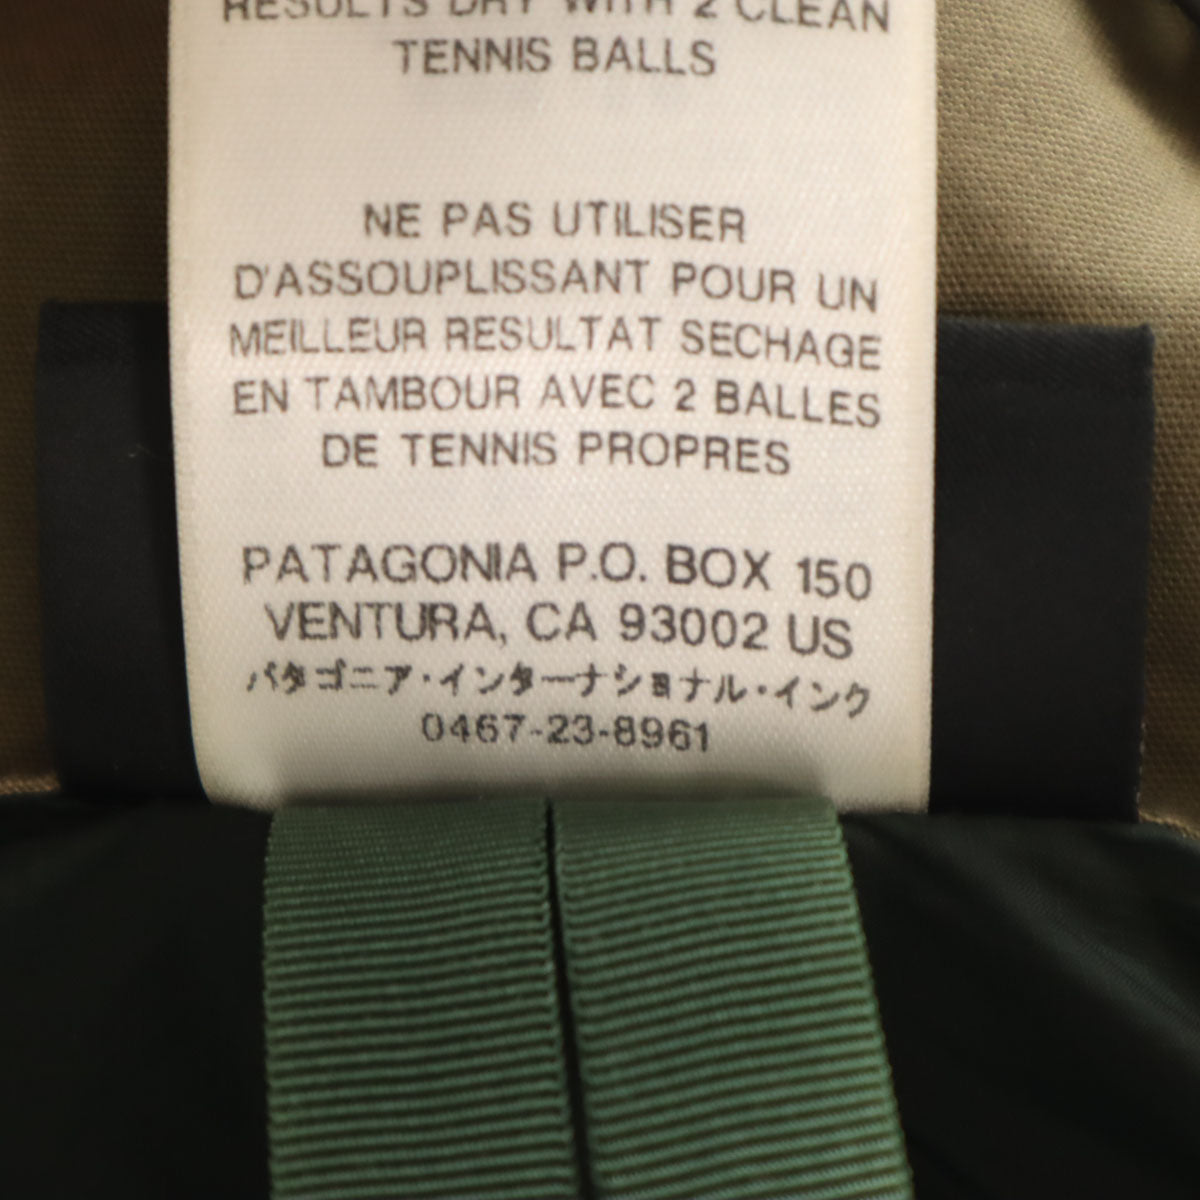 RESULTS DRY WITH 2 CLEAN
TENNIS BALLS
NE PAS UTILISER
D'ASSOUPLISSANT POUR UN
MEILLEUR RESULTAT SECHAGE
EN TAMBOUR AVEC 2 BALLES
DE TENNIS PROPRES
PATAGONIA P.O. BOX 150
VENTURA, CA 93002 US
パタゴニア・インターナショナル・インク
0467-23-8961